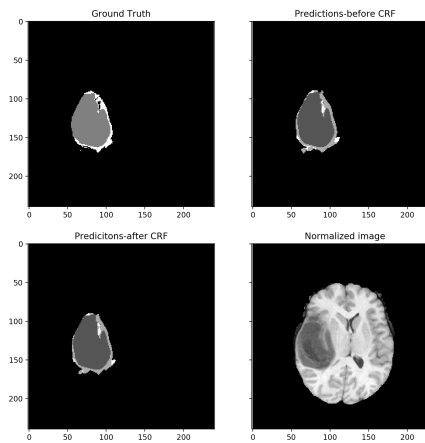 Ground Truth
Predictions-before CRF
0
50
100
150
200
0 50 100 150 200
0 50 100 150 200
Predicitons-after CRF
Normalized image
0
50
100
150
200
0 50 100 150 200
0 50 100 150 200